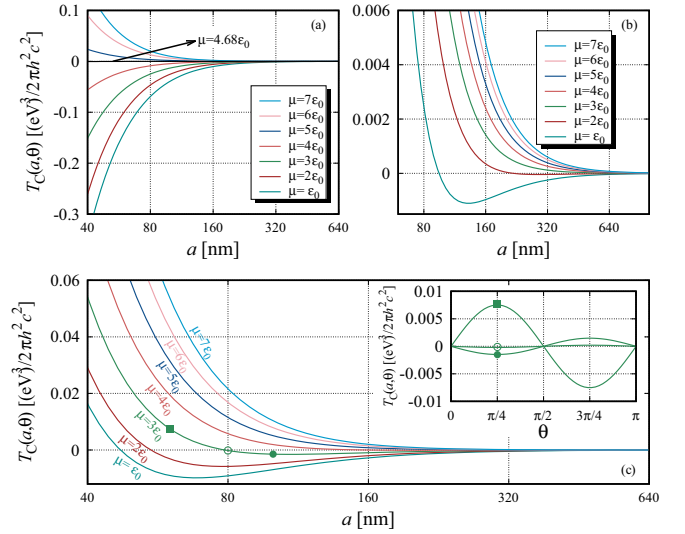 0.1
0
-0.1
-0.2
-0.3
T_C(a,θ) [(eV)^3/2πh^2c^2]
(a)
μ=4.68ε_0
μ=7ε_0
μ=6ε_0
μ=5ε_0
μ=4ε_0
μ=3ε_0
μ=2ε_0
μ= ε_0
40 80 160 320 640
a [nm]
0.006
0.004
0.002
0
(b)
μ=7ε_0
μ=6ε_0
μ=5ε_0
μ=4ε_0
μ=3ε_0
μ=2ε_0
μ= ε_0
80 160 320 640
a [nm]
0.06
0.04
0.02
0
T_C(a,θ) [(eV)^3/2πh^2c^2]
μ=7ε_0
μ=6ε_0
μ=5ε_0
μ=4ε_0
μ=3ε_0
μ=2ε_0
μ= ε_0
(c)
40 80 160 320 640
a [nm]
0.01
0.005
0
-0.005
-0.01
T_C(a,θ) [(eV)^3/2πh^2c^2]
0 π/4 π/2 3π/4 π
θ